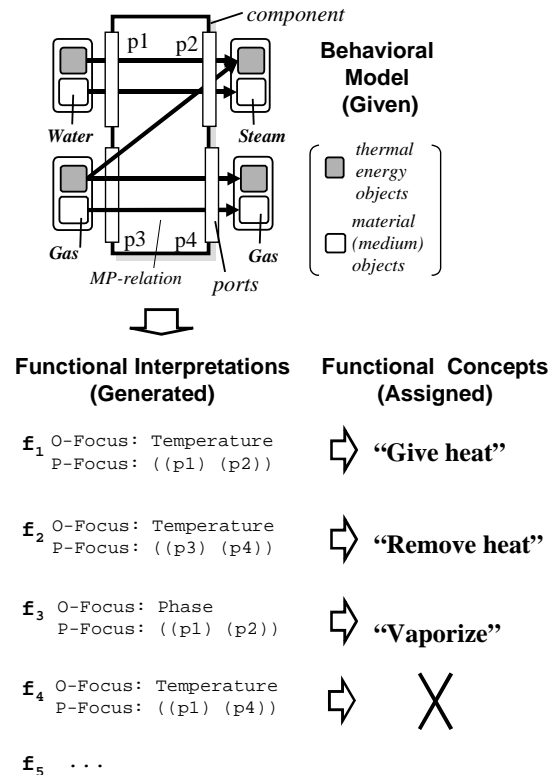 component
p1 p2
Water Steam
Behavioral
Model
(Given)
thermal
energy
objects
material
(medium)
objects
p3 p4
Gas Gas
MP-relation
ports
Functional Interpretations
(Generated)
Functional Concepts
(Assigned)
f1 O-Focus: Temperature
P-Focus: ((p1) (p2))
“Give heat”
f2 O-Focus: Temperature
P-Focus: ((p3) (p4))
“Remove heat”
f3 O-Focus: Phase
P-Focus: ((p1) (p2))
“Vaporize”
f4 O-Focus: Temperature
P-Focus: ((p1) (p4))
f5 ...